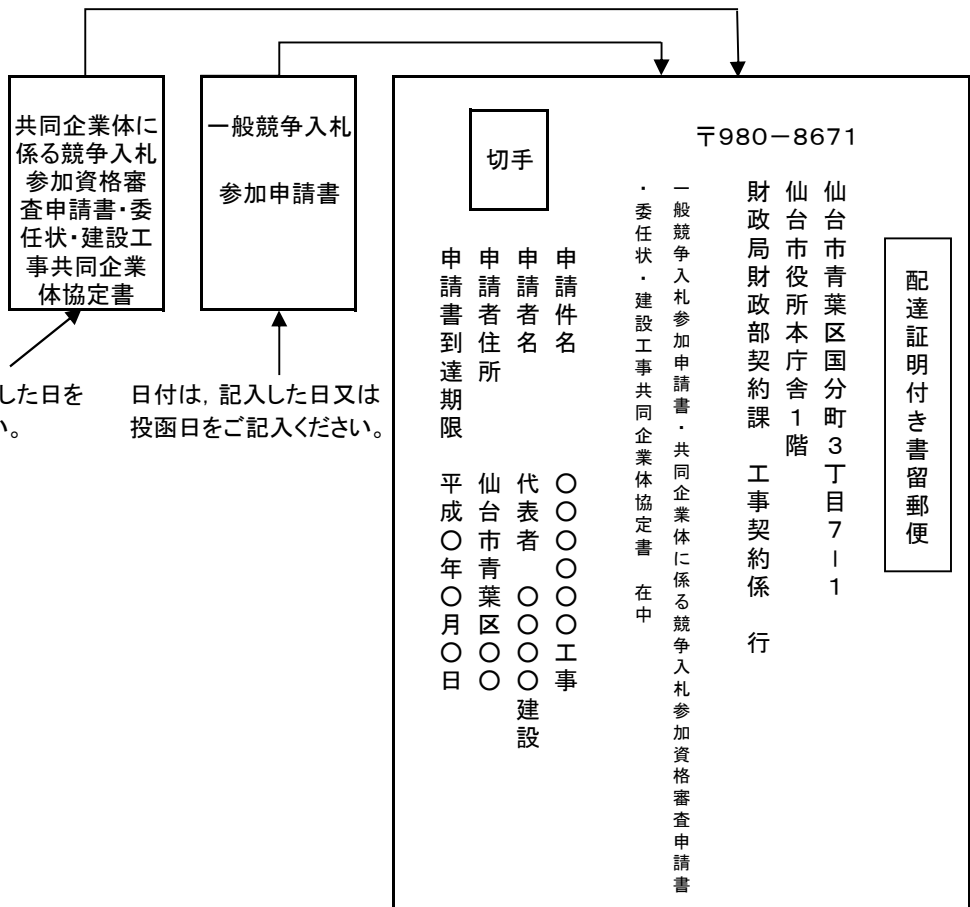 共同企業体に
係る競争入札
参加資格審
査申請書・委
任状・建設工
事共同企業
体協定書
一般競争入札
参加申請書
した日を
い。
日付は，記入した日又は
投函日をご記入ください。
切手
〒980－8671
配達証明付き書留郵便
仙台市青葉区国分町３丁目７－１
仙台市役所本庁舎１階
財政局財政部契約課　工事契約係　行
一般競争入札参加申請書・共同企業体に係る競争入札参加資格審査申請書
・委任状・建設工事共同企業体協定書　在中
申請件名　〇〇〇〇〇〇工事
申請者名　代表者　〇〇〇〇建設
申請者住所　仙台市青葉区〇〇
申請書到達期限　平成〇年〇月〇日